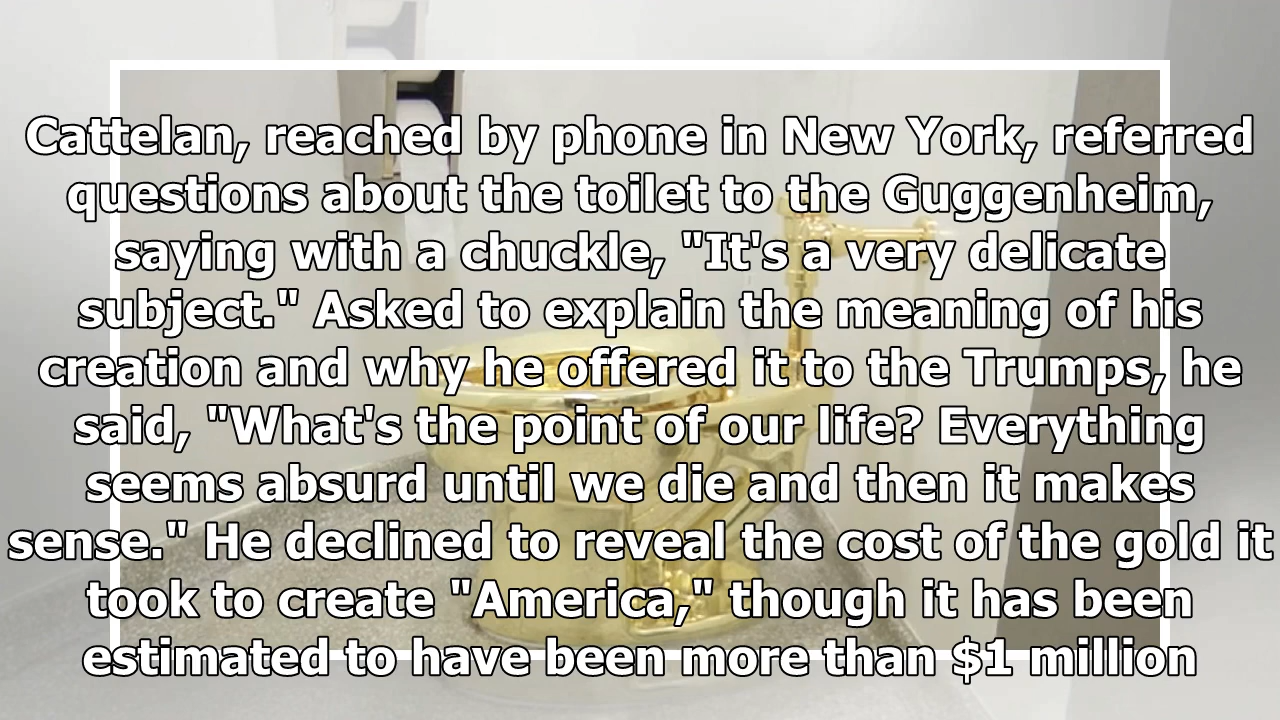 Cattelan, reached by phone in New York, referred
questions about the toilet to the Guggenheim,
saying with a chuckle, "It's a very delicate
subject." Asked to explain the meaning of his
creation and why he offered it to the Trumps, he
said, "What's the point of our life? Everything
seems absurd until we die and then it makes
sense." He declined to reveal the cost of the gold it
took to create "America," though it has been
estimated to have been more than $1 million